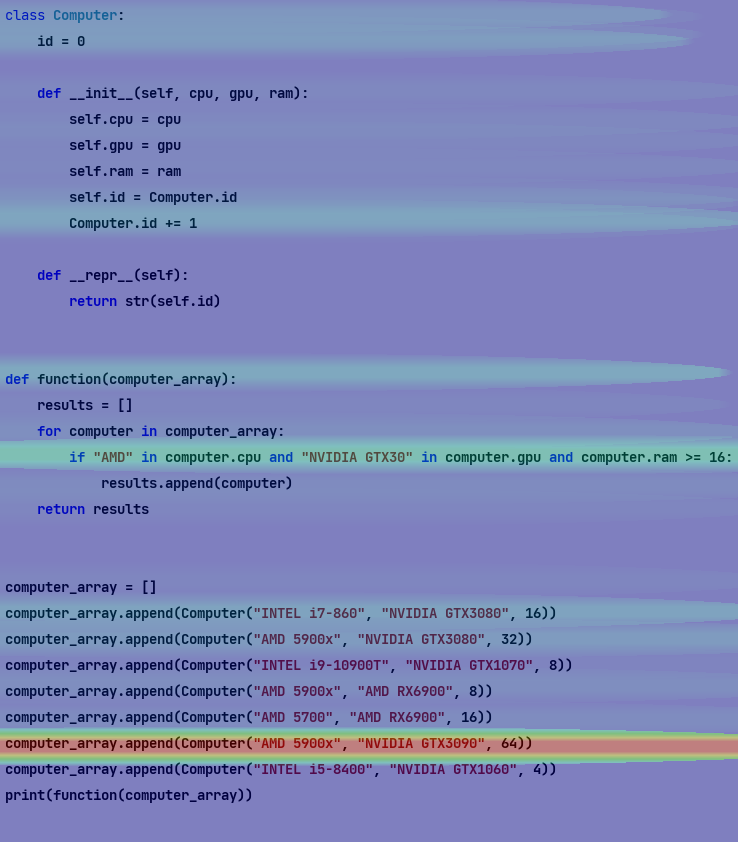 class Computer:
    id = 0

    def __init__(self, cpu, gpu, ram):
        self.cpu = cpu
        self.gpu = gpu
        self.ram = ram
        self.id = Computer.id
        Computer.id += 1

    def __repr__(self):
        return str(self.id)


def function(computer_array):
    results = []
    for computer in computer_array:
        if "AMD" in computer.cpu and "NVIDIA GTX30" in computer.gpu and computer.ram >= 16:
            results.append(computer)
    return results


computer_array = []
computer_array.append(Computer("INTEL i7-860", "NVIDIA GTX3080", 16))
computer_array.append(Computer("AMD 5900x", "NVIDIA GTX3080", 32))
computer_array.append(Computer("INTEL i9-10900T", "NVIDIA GTX1070", 8))
computer_array.append(Computer("AMD 5900x", "AMD RX6900", 8))
computer_array.append(Computer("AMD 5700", "AMD RX6900", 16))
computer_array.append(Computer("AMD 5900x", "NVIDIA GTX3090", 64))
computer_array.append(Computer("INTEL i5-8400", "NVIDIA GTX1060", 4))
print(function(computer_array))